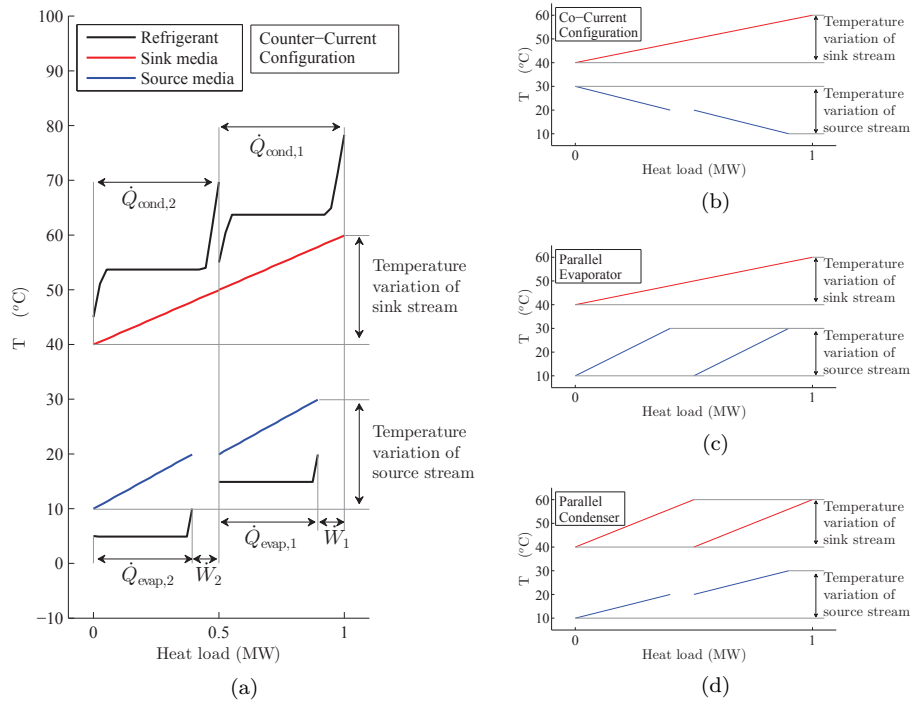 100
90
80
70
60
50
40
30
20
10
0
−10
T (°C)
Refrigerant
Sink media
Source media
Counter−Current
Configuration
Q̇cond,1
Q̇cond,2
Temperature
variation of
sink stream
Temperature
variation of
source stream
Q̇evap,1
Ẇ1
Q̇evap,2
Ẇ2
0
0.5
1
Heat load (MW)
(a)
60
50
40
30
20
10
T (°C)
Co−Current
Configuration
Temperature
variation of
sink stream
Temperature
variation of
source stream
0
1
Heat load (MW)
(b)
60
50
40
30
20
10
T (°C)
Parallel
Evaporator
Temperature
variation of
sink stream
Temperature
variation of
source stream
0
1
Heat load (MW)
(c)
60
50
40
30
20
10
T (°C)
Parallel
Condenser
Temperature
variation of
sink stream
Temperature
variation of
source stream
0
1
Heat load (MW)
(d)